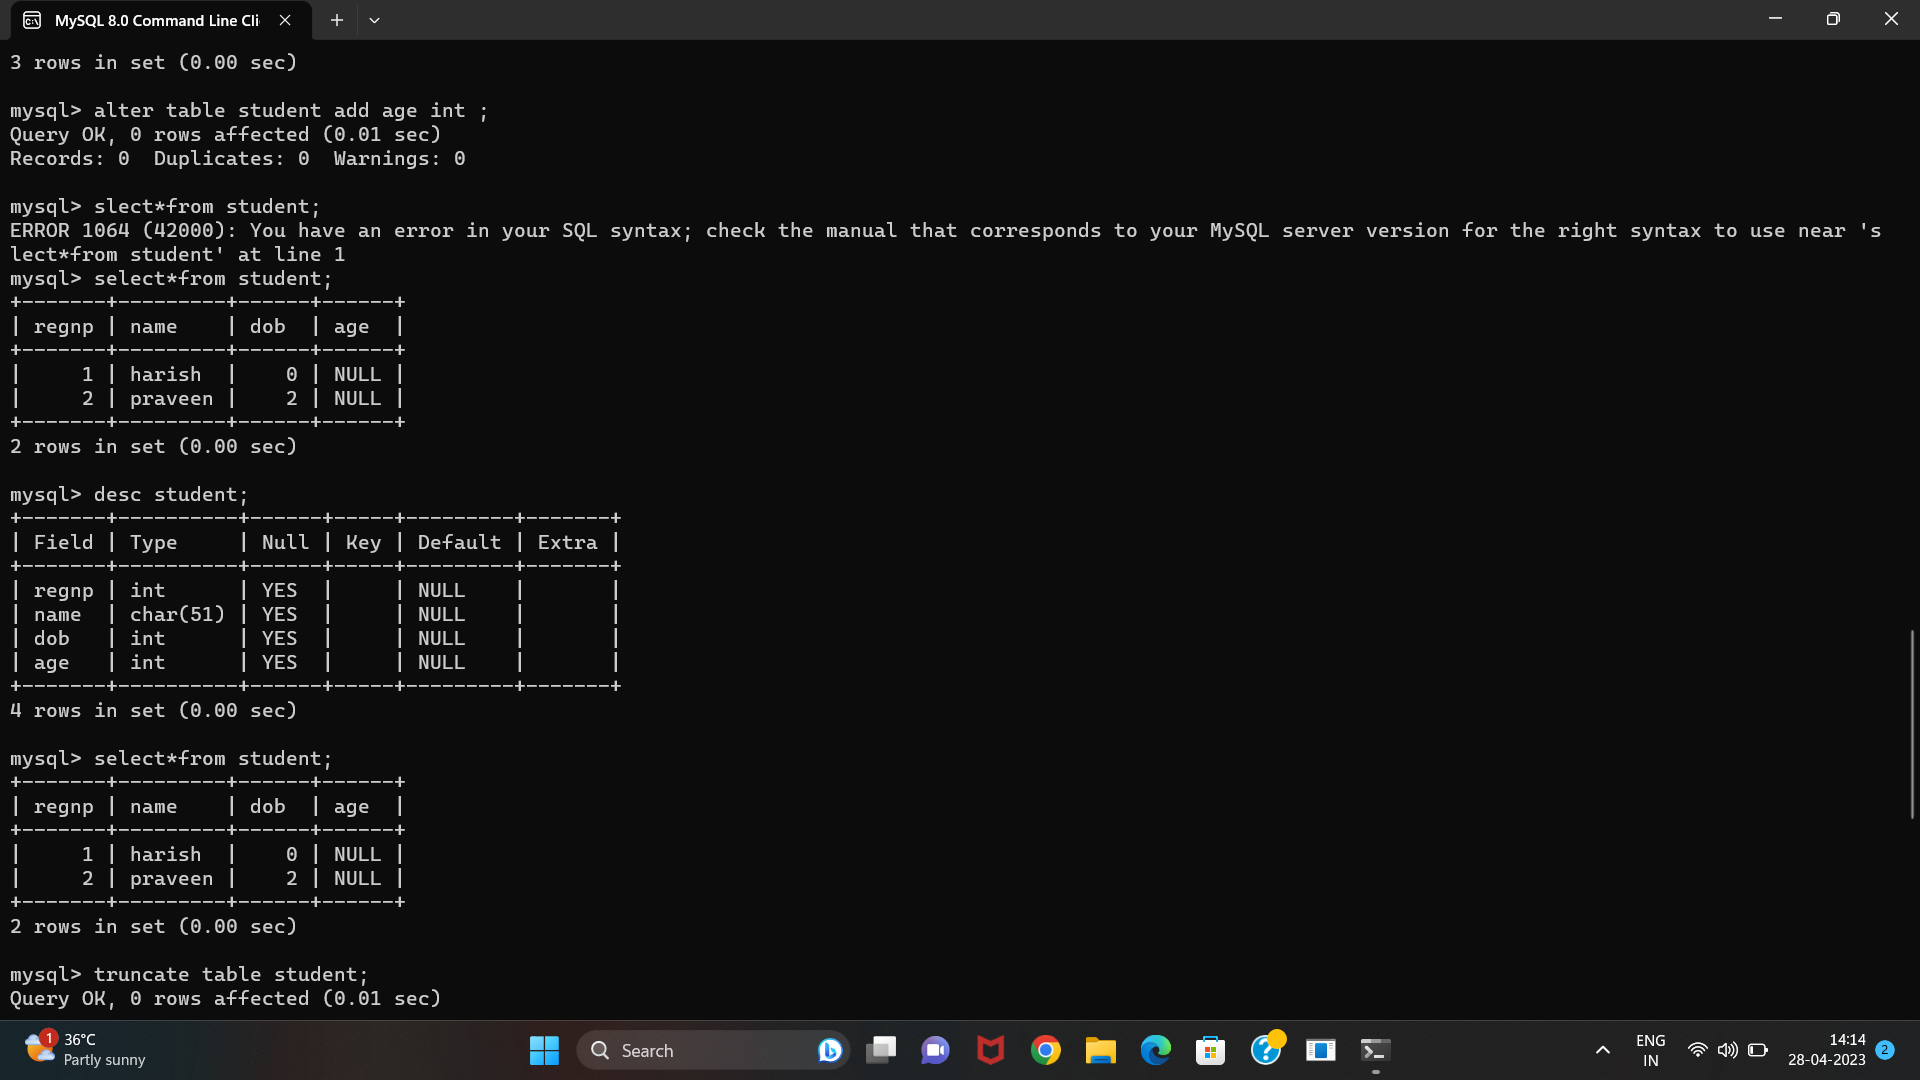 MySQL 8.0 Command Line Cli
3 rows in set (0.00 sec)
mysql> alter table student add age int ;
Query OK, 0 rows affected (0.01 sec)
Records: 0  Duplicates: 0  Warnings: 0
mysql> slect*from student;
ERROR 1064 (42000): You have an error in your SQL syntax; check the manual that corresponds to your MySQL server version for the right syntax to use near 's
lect*from student' at line 1
mysql> select*from student;
+-------+---------+------+------+
| regnp | name    | dob  | age  |
+-------+---------+------+------+
|     1 | harish  |    0 | NULL |
|     2 | praveen |    2 | NULL |
+-------+---------+------+------+
2 rows in set (0.00 sec)
mysql> desc student;
+-------+----------+------+-----+---------+-------+
| Field | Type     | Null | Key | Default | Extra |
+-------+----------+------+-----+---------+-------+
| regnp | int      | YES  |     | NULL    |       |
| name  | char(51) | YES  |     | NULL    |       |
| dob   | int      | YES  |     | NULL    |       |
| age   | int      | YES  |     | NULL    |       |
+-------+----------+------+-----+---------+-------+
4 rows in set (0.00 sec)
mysql> select*from student;
+-------+---------+------+------+
| regnp | name    | dob  | age  |
+-------+---------+------+------+
|     1 | harish  |    0 | NULL |
|     2 | praveen |    2 | NULL |
+-------+---------+------+------+
2 rows in set (0.00 sec)
mysql> truncate table student;
Query OK, 0 rows affected (0.01 sec)
1
36°C
Partly sunny
Search
ENG
IN
14:14
28-04-2023
2